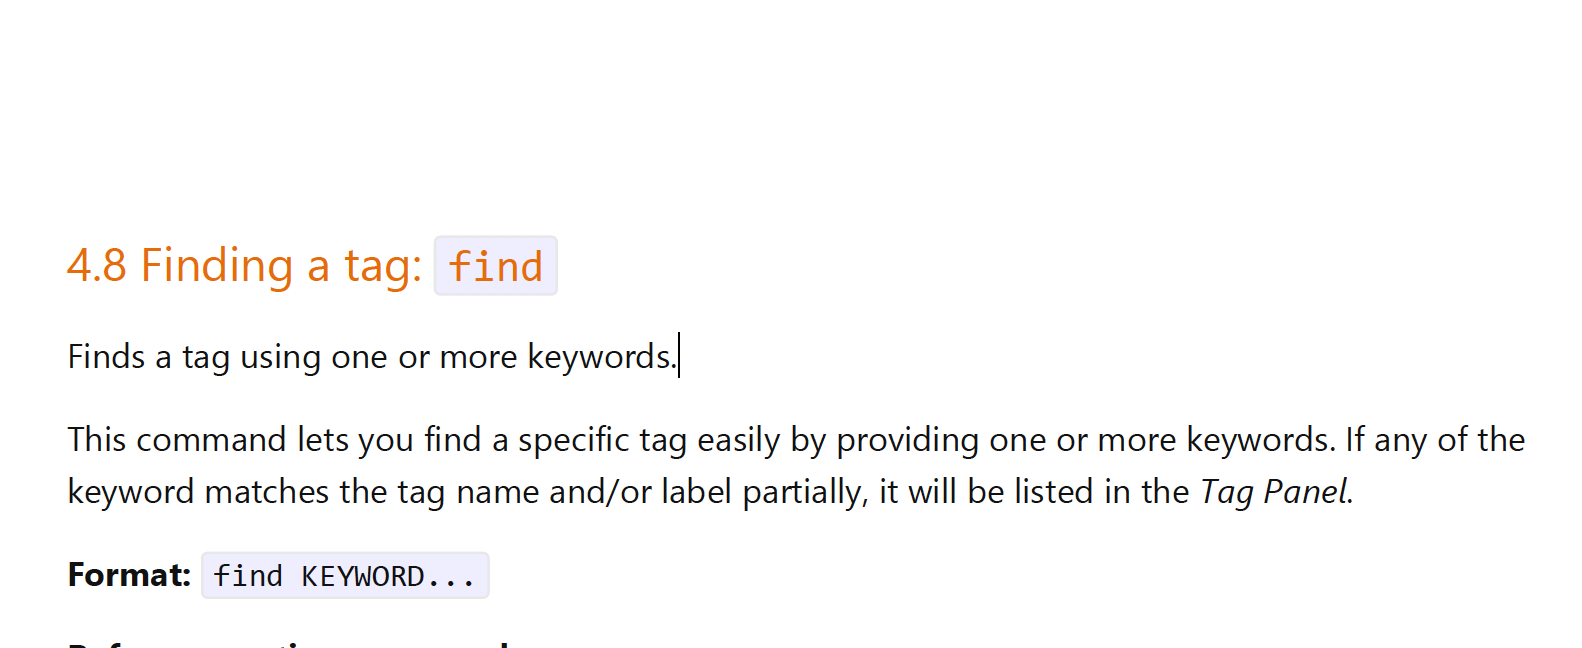 4.8 Finding a tag: find
Finds a tag using one or more keywords.
This command lets you find a specific tag easily by providing one or more keywords. If any of the
keyword matches the tag name and/or label partially, it will be listed in the Tag Panel.
Format: find KEYWORD...